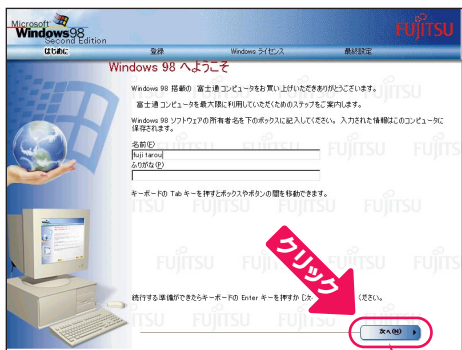 Microsoft
Windows98
Second Edition
FUJITSU
はじめに 登録 Windows ライセンス 最終設定
Windows 98 へようこそ
Windows 98 搭載の 富士通コンピュータをお買い上げいただきありがとうございます。
富士通コンピュータを最大限に利用していただくためのステップをご案内します。
Windows 98 ソフトウェアの所有者名を下のボックスに記入してください。 入力された情報はこのコンピュータに
保存されます。
名前(E)
fuji tarou
ふりがな(P)
キーボードの Tab キーを押すとボックスやボタンの間を移動できます。
クリック
続行する準備ができたらキーボードの Enter キーを押すか [次 ください。
次へ(N)